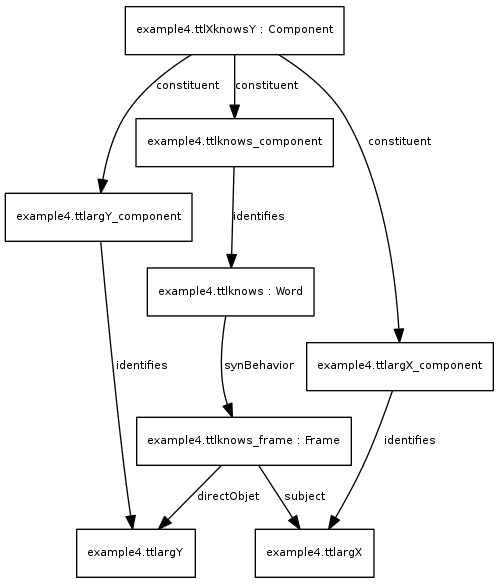 example4.ttlXknowsY : Component
constituent
constituent
example4.ttlknows_component
constituent
example4.ttlargY_component
identifies
example4.ttlknows : Word
identifies
synBehavior
example4.ttlargX_component
example4.ttlknows_frame : Frame
identifies
directObjet
subject
example4.ttlargY
example4.ttlargX